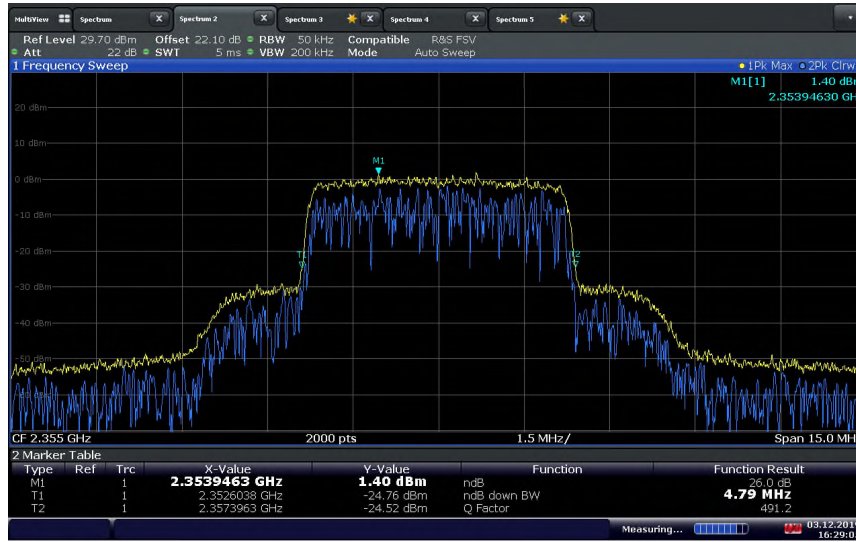 MultiView Spectrum X Spectrum 2 X Spectrum 3 X Spectrum 4 X Spectrum 5 X
Ref Level 29.70 dBm Offset 22.10 dB RBW 50 kHz Compatible R&S FSV
Att 22 dB SWT 5 ms VBW 200 kHz Mode Auto Sweep
1 Frequency Sweep 1Pk Max 2Pk Clrw
M1[1] 1.40 dBm
2.35394630 GH
20 dBm
10 dBm
M1
0 dBm
-10 dBm
-20 dBm
T1 T2
-30 dBm
-40 dBm
-50 dBm
CF 2.355 GHz 2000 pts 1.5 MHz/ Span 15.0 MH
2 Marker Table
Type Ref Trc X-Value Y-Value Function Function Result
M1 1 2.3539463 GHz 1.40 dBm ndB 26.0 dB
T1 1 2.3526038 GHz -24.76 dBm ndB down BW 4.79 MHz
T2 1 2.3573963 GHz -24.52 dBm Q Factor 491.2
Measuring... 03.12.201
16:29:0